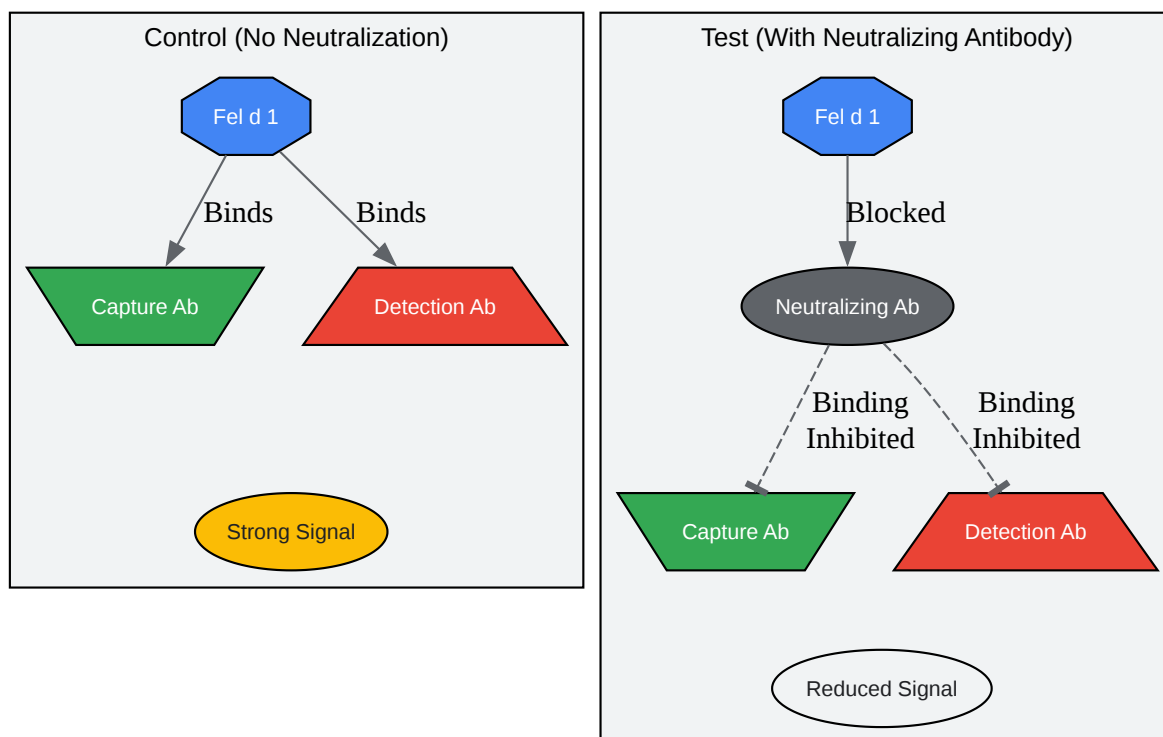 Control (No Neutralization)
Fel d 1
Binds
Binds
Capture Ab
Detection Ab
Strong Signal
Test (With Neutralizing Antibody)
Fel d 1
Blocked
Neutralizing Ab
Binding
Inhibited
Binding
Inhibited
Capture Ab
Detection Ab
Reduced Signal